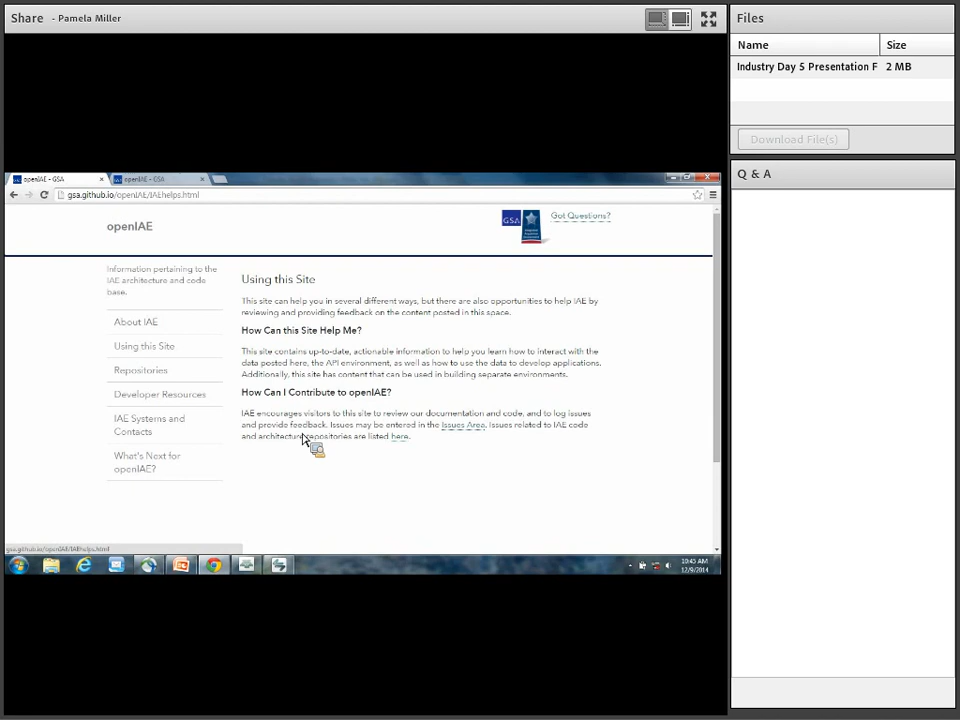 Share - Pamela Miller
Files
Name Size
Industry Day 5 Presentation F 2 MB
Download File(s)
Q & A
openIAE - GSA
openIAE - GSA
gsa.github.io/openIAE/IAEhelps.html
openIAE
GSA
Got Questions?
Information pertaining to the
IAE architecture and code
base.
About IAE
Using this Site
Repositories
Developer Resources
IAE Systems and
Contacts
What's Next for
openIAE?
Using this Site
This site can help you in several different ways, but there are also opportunities to help IAE by
reviewing and providing feedback on the content posted in this space.
How Can this Site Help Me?
This site contains up-to-date, actionable information to help you learn how to interact with the
data posted here, the API environment, as well as how to use the data to develop applications.
Additionally, this site has content that can be used in building separate environments.
How Can I Contribute to openIAE?
IAE encourages visitors to this site to review our documentation and code, and to log issues
and provide feedback. Issues may be entered in the Issues Area. Issues related to IAE code
and architecture repositories are listed here.
gsa.github.io/openIAE/IAEhelps.html
10:45 AM
12/9/2014